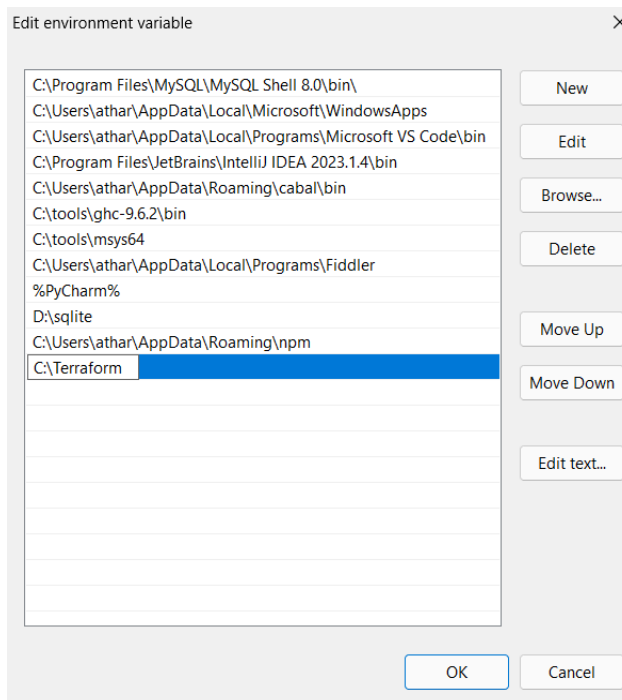 Edit environment variable
C:\Program Files\MySQL\MySQL Shell 8.0\bin\
C:\Users\athar\AppData\Local\Microsoft\WindowsApps
C:\Users\athar\AppData\Local\Programs\Microsoft VS Code\bin
C:\Program Files\JetBrains\IntelliJ IDEA 2023.1.4\bin
C:\Users\athar\AppData\Roaming\cabal\bin
C:\tools\ghc-9.6.2\bin
C:\tools\msys64
C:\Users\athar\AppData\Local\Programs\Fiddler
%PyCharm%
D:\sqlite
C:\Users\athar\AppData\Roaming\npm
C:\Terraform
New
Edit
Browse...
Delete
Move Up
Move Down
Edit text...
OK
Cancel